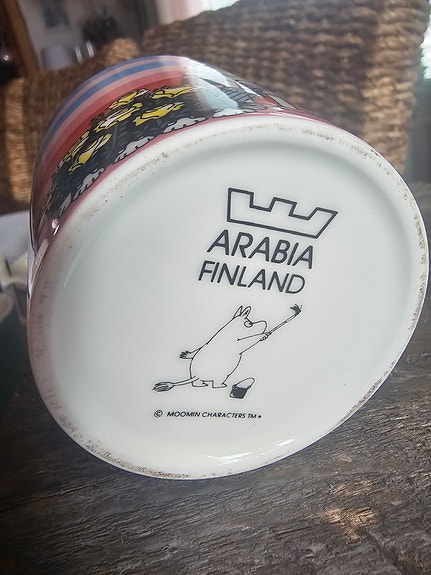 ARABIA
FINLAND
© MOOMIN CHARACTERS TM